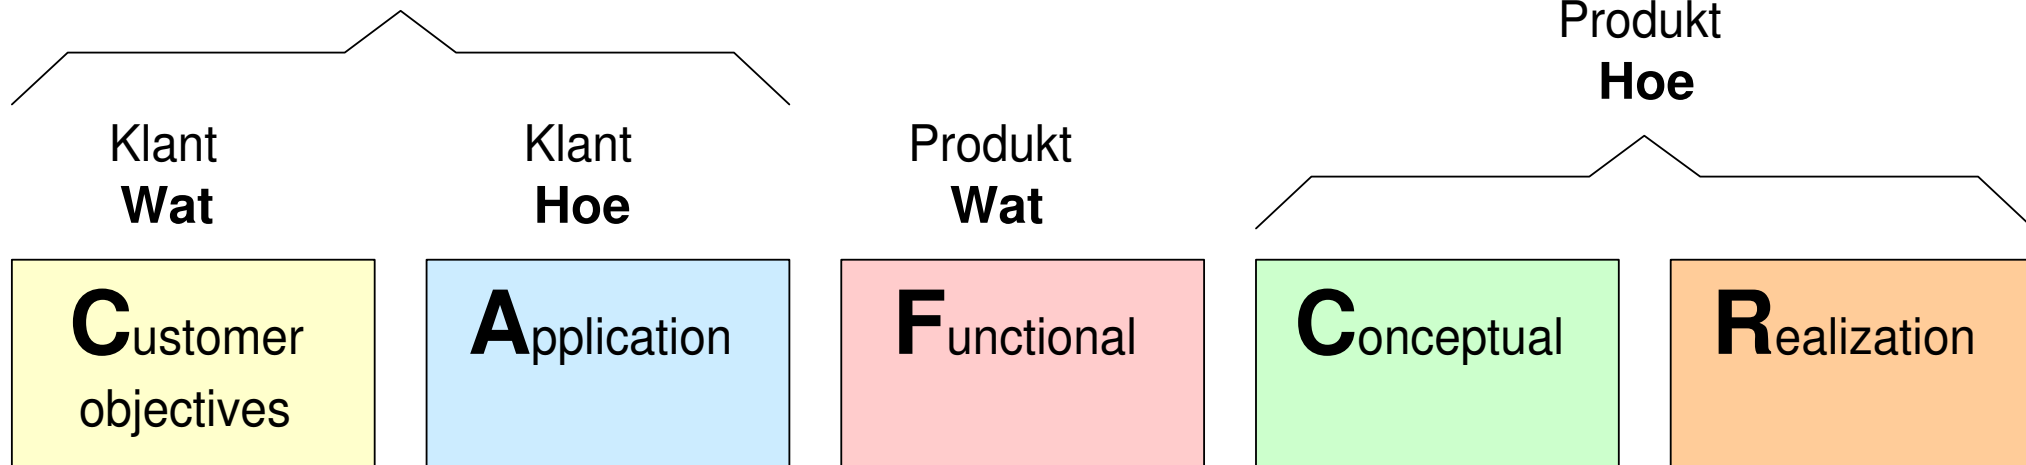 Produkt
Hoe
Klant
Wat
Klant
Hoe
Produkt
Wat
Customer
objectives
Application
Functional
Conceptual
Realization